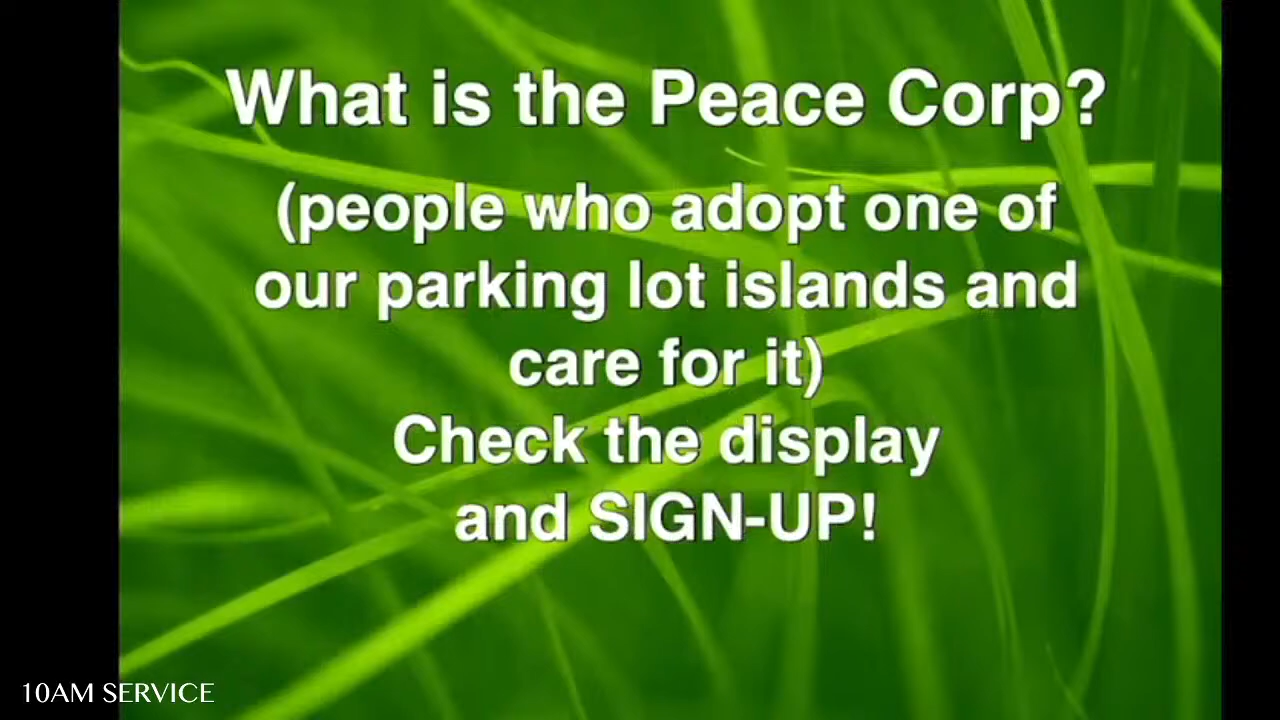 What is the Peace Corp?
(people who adopt one of
our parking lot islands and
care for it)
Check the display
and SIGN-UP!
10AM SERVICE